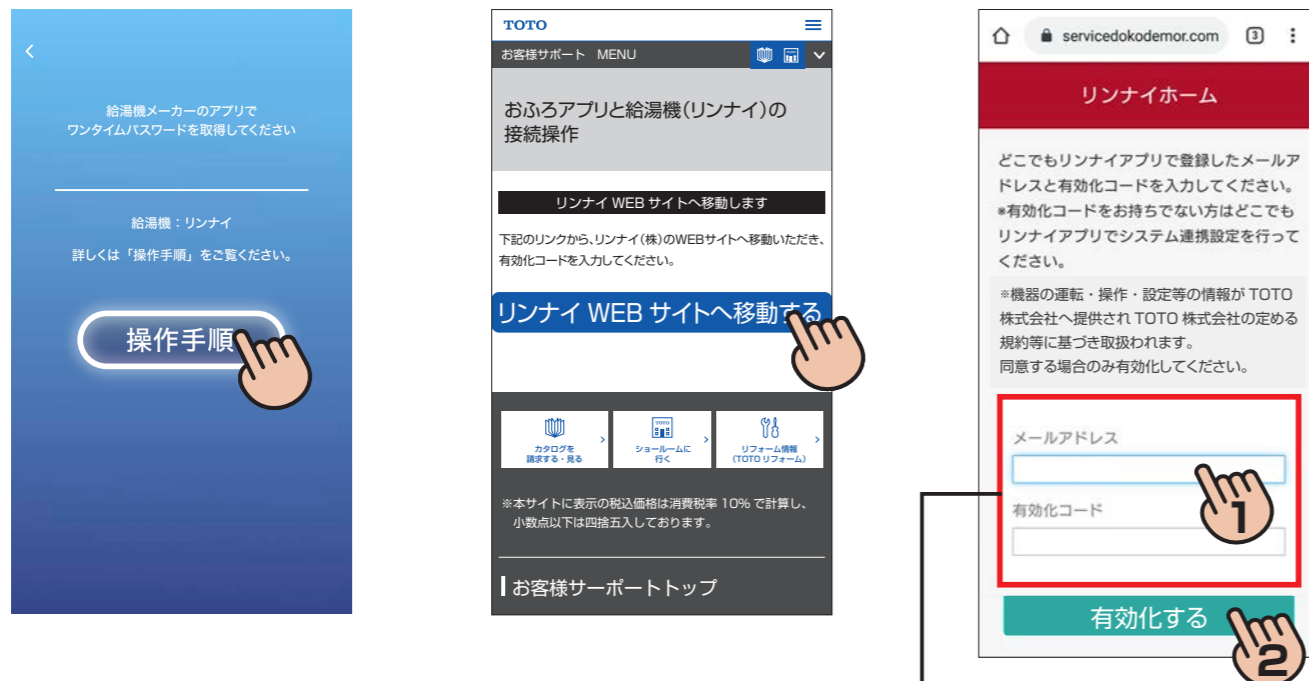 給湯機メーカーのアプリで
ワンタイムパスワードを取得してください
給湯機：リンナイ
詳しくは「操作手順」をご覧ください。
操作手順
TOTO
お客様サポート MENU
おふろアプリと給湯機(リンナイ)の
接続操作
リンナイ WEB サイトへ移動します
下記のリンクから、リンナイ(株)のWEBサイトへ移動いただき、
有効化コードを入力してください。
リンナイ WEB サイトへ移動する
カタログを
請求する・見る
TOTO
ショールームに
行く
リフォーム情報
(TOTOリフォーム)
※本サイトに表示の税込価格は消費税率 10% で計算し、
小数点以下は四捨五入しております。
お客様サーポートトップ
servicedokodemor.com
3
リンナイホーム
どこでもリンナイアプリで登録したメールア
ドレスと有効化コードを入力してください。
※有効化コードをお持ちでない方はどこでも
リンナイアプリでシステム連携設定を行って
ください。
※機器の運転・操作・設定等の情報が TOTO
株式会社へ提供され TOTO 株式会社の定める
規約等に基づき取扱われます。
同意する場合のみ有効化してください。
メールアドレス
1
有効化コード
有効化する
2